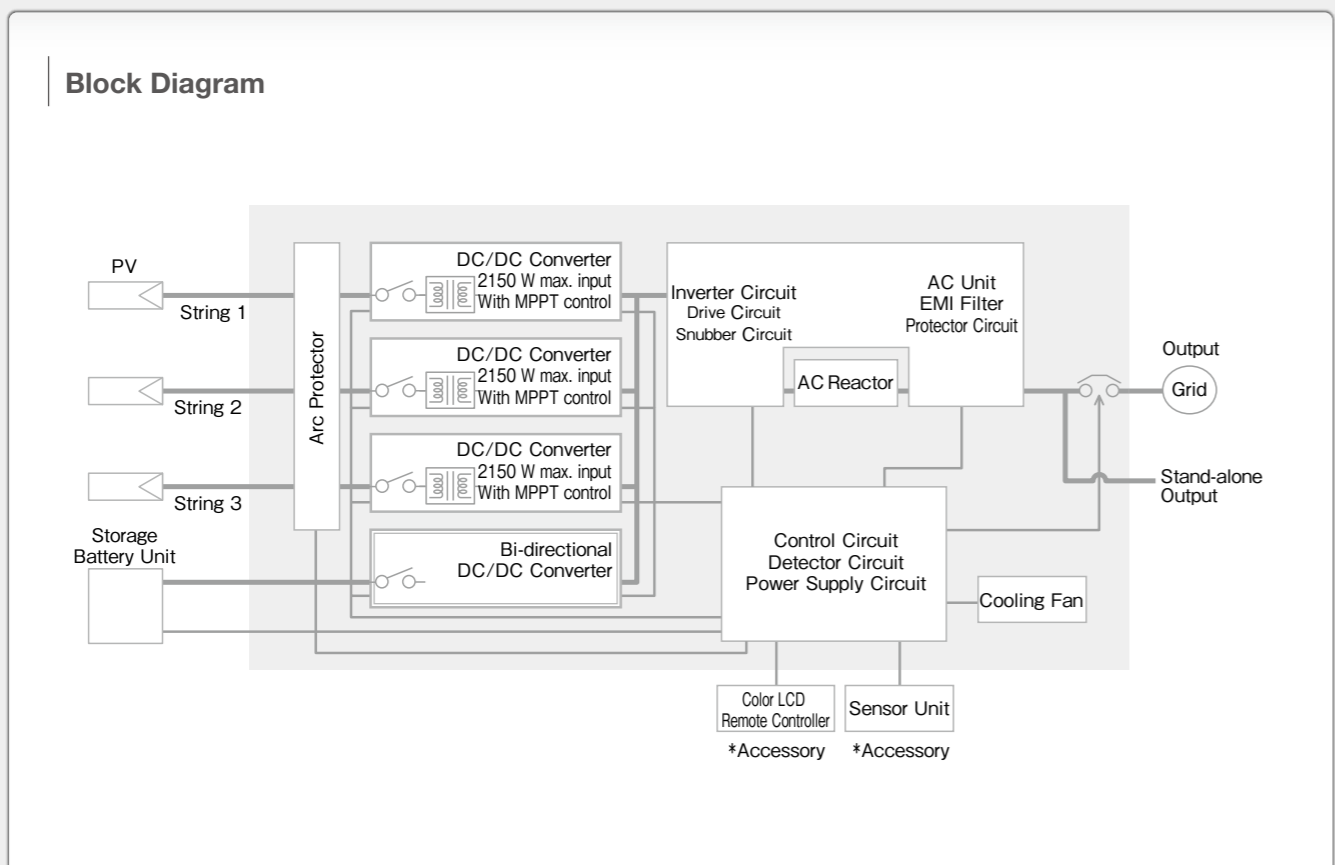 Block Diagram
PV
String 1
String 2
String 3
Storage
Battery Unit
Arc Protector
DC/DC Converter
2150 W max. input
With MPPT control
DC/DC Converter
2150 W max. input
With MPPT control
DC/DC Converter
2150 W max. input
With MPPT control
Bi-directional
DC/DC Converter
Inverter Circuit
Drive Circuit
Snubber Circuit
AC Reactor
AC Unit
EMI Filter
Protector Circuit
Output
Grid
Stand-alone
Output
Control Circuit
Detector Circuit
Power Supply Circuit
Cooling Fan
Color LCD
Remote Controller
*Accessory
Sensor Unit
*Accessory